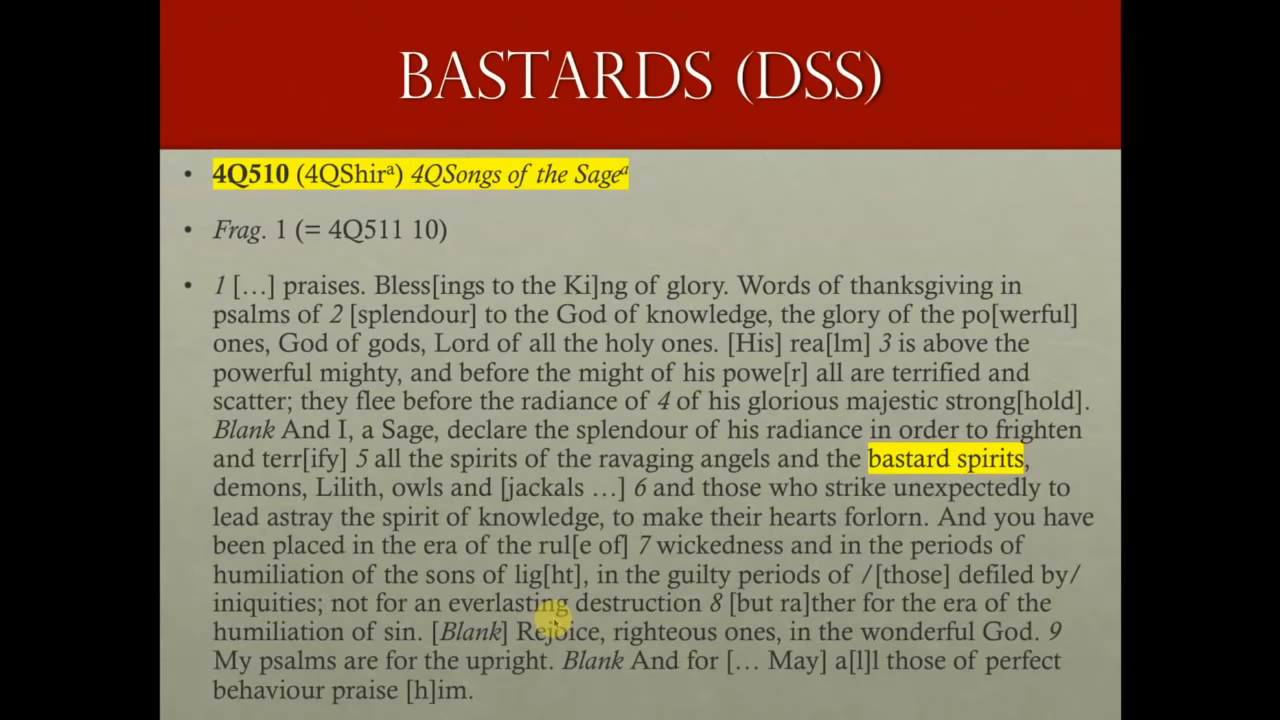 BASTARDS (DSS)
• 4Q510 (4QShirᵃ) 4QSongs of the Sageᵃ
• Frag. 1 (= 4Q511 10)
• 1 […] praises. Bless[ings to the Ki]ng of glory. Words of thanksgiving in
psalms of 2 [splendour] to the God of knowledge, the glory of the po[werful]
ones, God of gods, Lord of all the holy ones. [His] rea[lm] 3 is above the
powerful mighty, and before the might of his powe[r] all are terrified and
scatter; they flee before the radiance of 4 of his glorious majestic strong[hold].
Blank And I, a Sage, declare the splendour of his radiance in order to frighten
and terr[ify] 5 all the spirits of the ravaging angels and the bastard spirits,
demons, Lilith, owls and [jackals …] 6 and those who strike unexpectedly to
lead astray the spirit of knowledge, to make their hearts forlorn. And you have
been placed in the era of the rul[e of] 7 wickedness and in the periods of
humiliation of the sons of lig[ht], in the guilty periods of /[those] defiled by/
iniquities; not for an everlasting destruction 8 [but ra]ther for the era of the
humiliation of sin. [Blank] Rejoice, righteous ones, in the wonderful God. 9
My psalms are for the upright. Blank And for [… May] a[l]l those of perfect
behaviour praise [h]im.